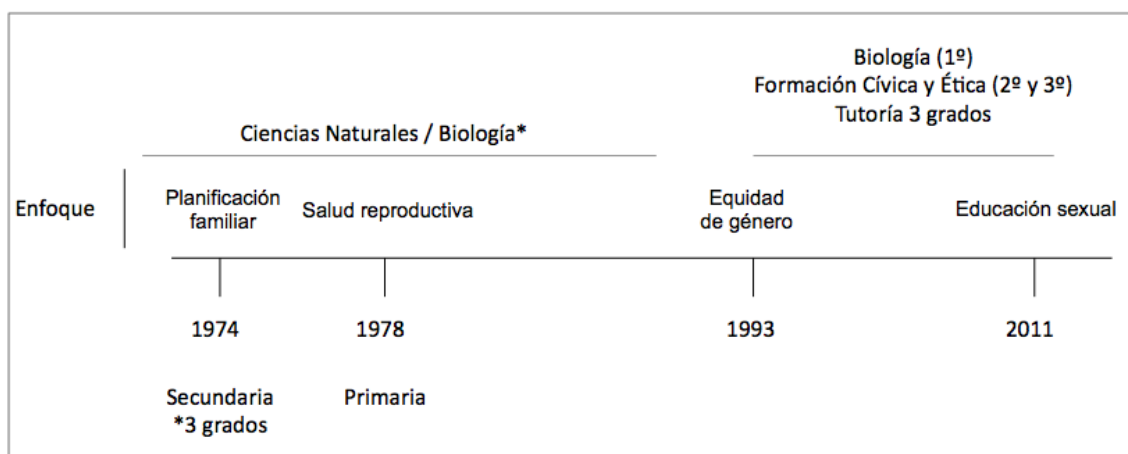 Biología (1º)
Formación Cívica y Ética (2º y 3º)
Tutoría 3 grados
Ciencias Naturales / Biología*
Enfoque
Planificación
familiar
Salud reproductiva
Equidad
de género
Educación sexual
1974
1978
1993
2011
Secundaria
*3 grados
Primaria